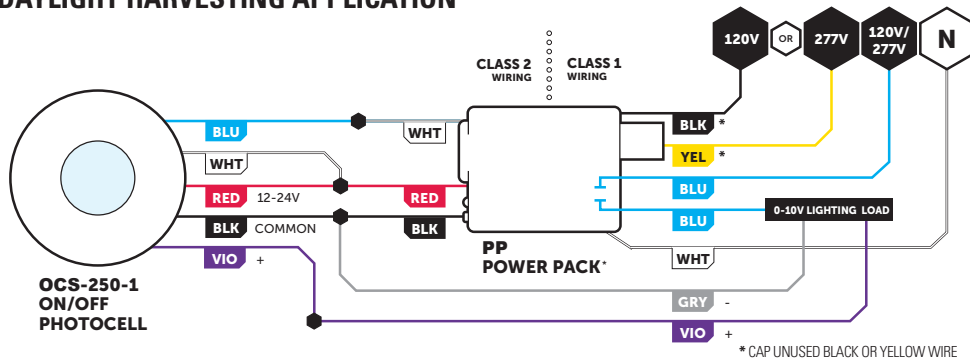 DAYLIGHT HARVESTING APPLICATION
120V
OR
277V
120V/
277V
N
CLASS 2
WIRING
CLASS 1
WIRING
BLU
WHT
BLK *
WHT
YEL *
RED 12-24V
RED
BLU
BLK COMMON
BLK
BLU
0-10V LIGHTING LOAD
VIO +
PP
POWER PACK*
WHT
OCS-250-1
ON/OFF
PHOTOCELL
GRY -
VIO +
* CAP UNUSED BLACK OR YELLOW WIRE